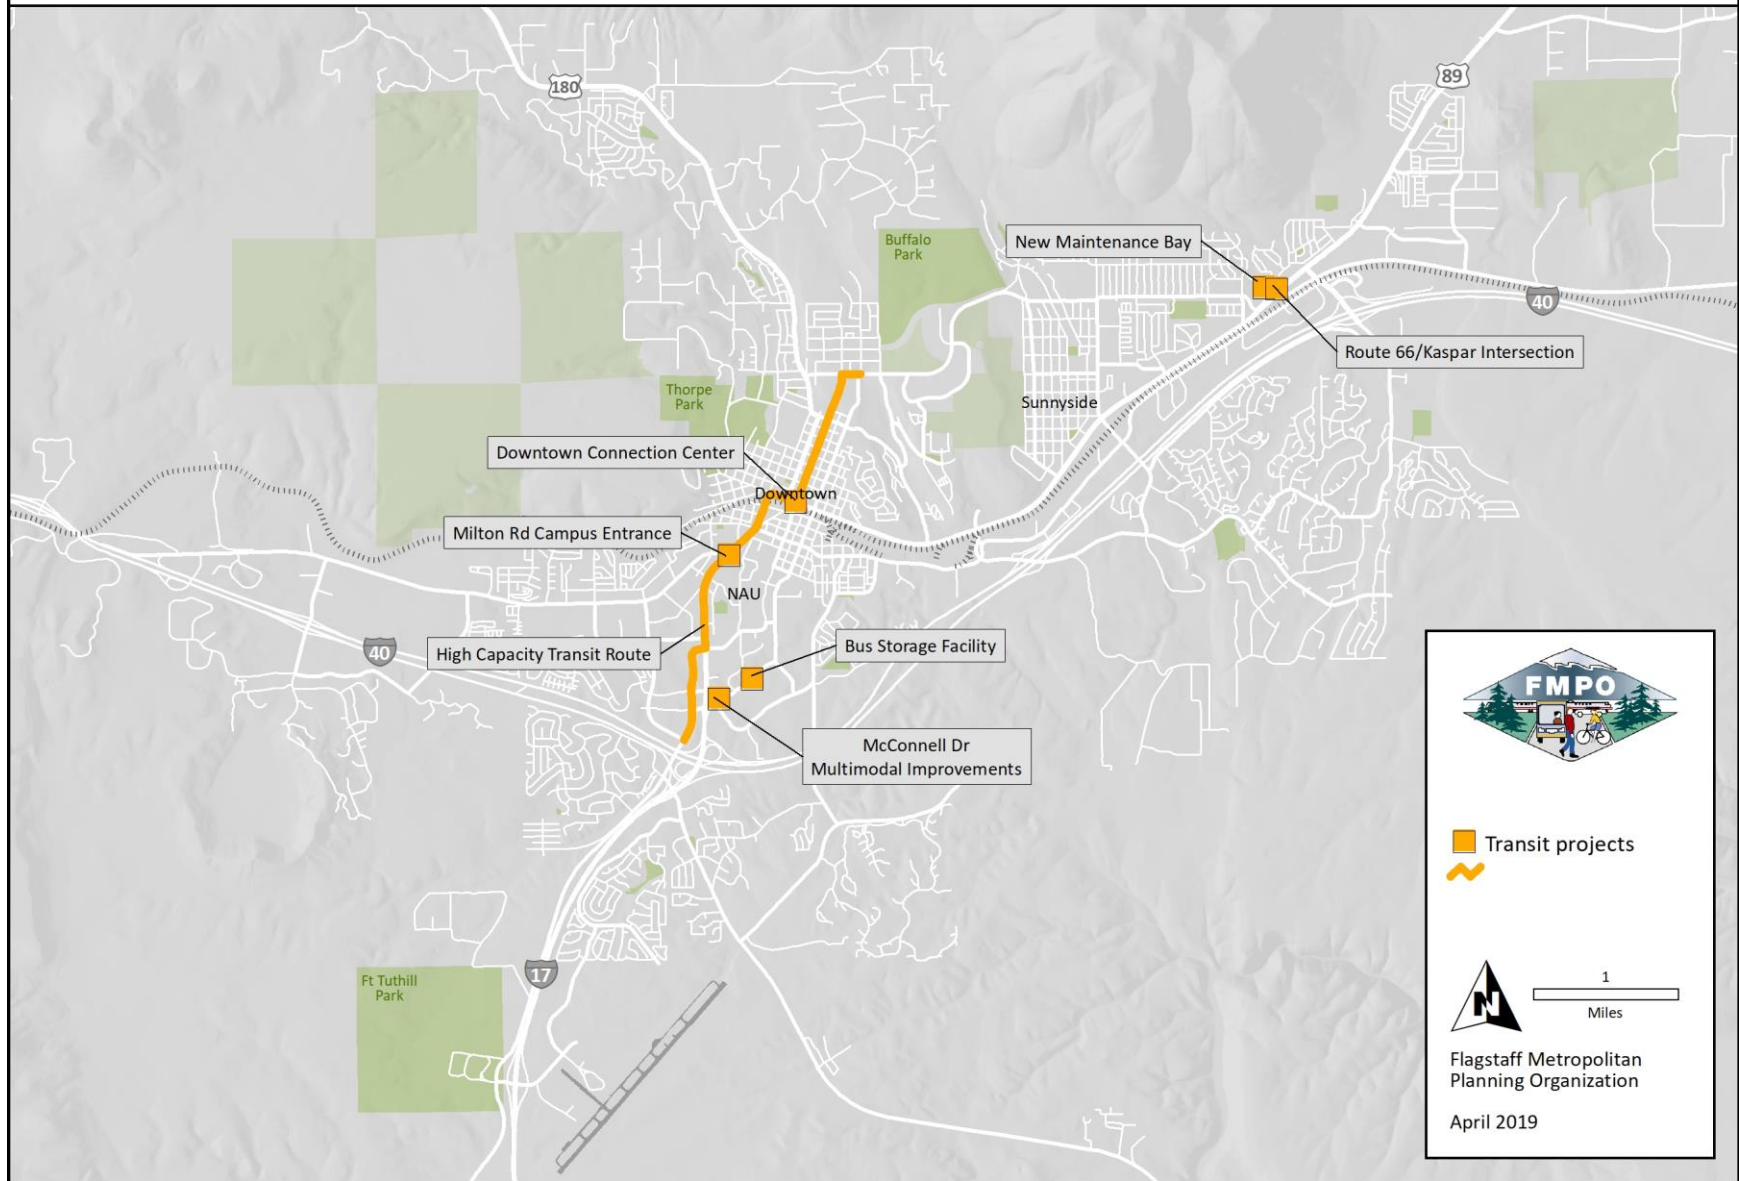 180
89
Buffalo
Park
New Maintenance Bay
40
Route 66/Kaspar Intersection
Thorpe
Park
Sunnyside
Downtown Connection Center
Downtown
Milton Rd Campus Entrance
NAU
High Capacity Transit Route
40
Bus Storage Facility
McConnell Dr
Multimodal Improvements
Ft Tuthill
Park
17
FMPO
Transit projects
N
1
Miles
Flagstaff Metropolitan
Planning Organization
April 2019